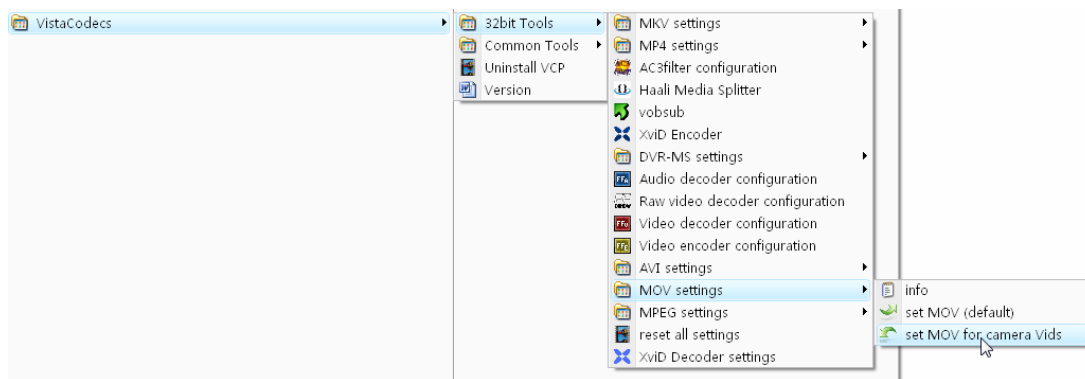 VistaCodecs
32bit Tools
Common Tools
Uninstall VCP
Version
MKV settings
MP4 settings
AC3filter configuration
Haali Media Splitter
vobsub
XviD Encoder
DVR-MS settings
Audio decoder configuration
Raw video decoder configuration
Video decoder configuration
Video encoder configuration
AVI settings
MOV settings
MPEG settings
reset all settings
XviD Decoder settings
info
set MOV (default)
set MOV for camera Vids